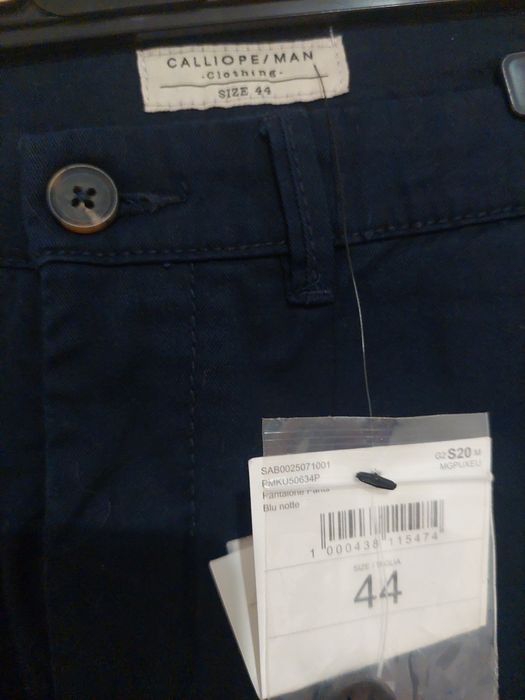 CALLIOPE/MAN
-Clothing-
SIZE 44
SAB0025071001
G2 S20 M
PMKU50634P
MGPUXEU
Pantalone Pants
Blu notte
1 000438 115474
SIZE / TAGLIA
44